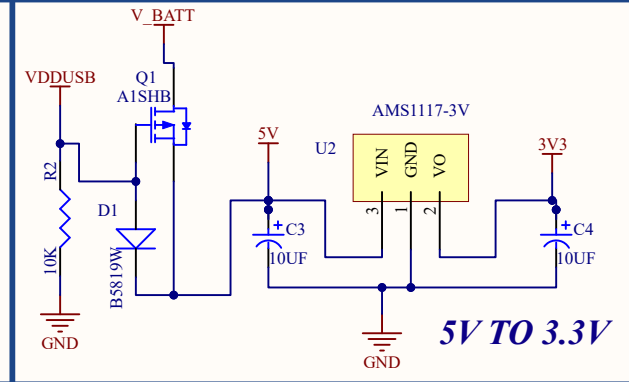 V_BATT
VDDUSB
Q1
A1SHB
R2
10K
D1
B5819W
GND
5V
C3
10UF
U2
AMS1117-3V
VIN
GND
VO
3
1
2
3V3
C4
10UF
GND
5V TO 3.3V